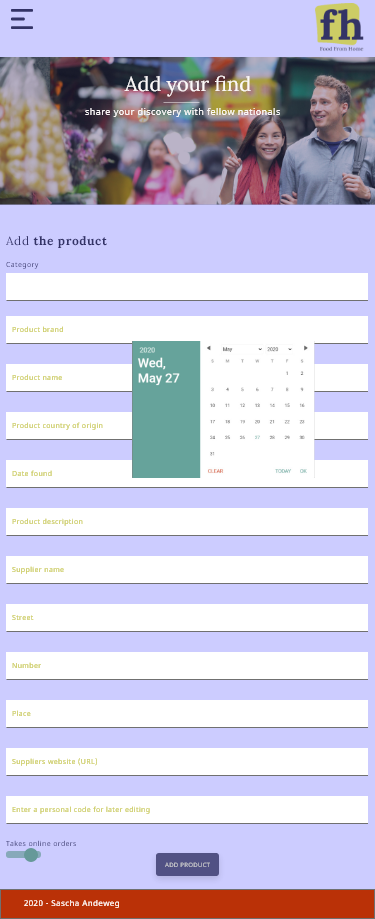 fh
Food From Home
Add your find
share your discovery with fellow nationals
Add the product
Category
Product brand
Product name
Product country of origin
Date found
2020
Wed,
May 27
May 2020
S M T W T F S
1 2
3 4 5 6 7 8 9
10 11 12 13 14 15 16
17 18 19 20 21 22 23
24 25 26 27 28 29 30
31
CLEAR TODAY OK
Product description
Supplier name
Street
Number
Place
Suppliers website (URL)
Enter a personal code for later editing
Takes online orders
ADD PRODUCT
2020 - Sascha Andeweg